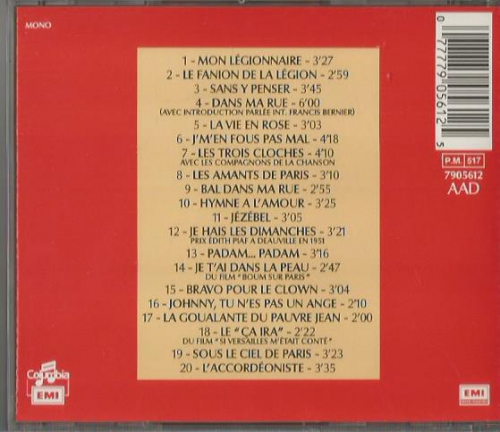 MONO
1 - MON LÉGIONNAIRE - 3'27
2 - LE FANION DE LA LÉGION - 2'59
3 - SANS Y PENSER - 3'45
4 - DANS MA RUE - 6'00
(AVEC INTRODUCTION PARLÉE INT. FRANCIS BERNIER)
5 - LA VIE EN ROSE - 3'03
6 - J'M'EN FOUS PAS MAL - 4'18
7 - LES TROIS CLOCHES - 4'10
AVEC LES COMPAGNONS DE LA CHANSON
8 - LES AMANTS DE PARIS - 3'10
9 - BAL DANS MA RUE - 2'55
10 - HYMNE A L'AMOUR - 3'25
11 - JÉZÉBEL - 3'05
12 - JE HAIS LES DIMANCHES - 3'21
PRIX ÉDITH PIAF A DEAUVILLE EN 1951
13 - PADAM... PADAM - 3'16
14 - JE T'AI DANS LA PEAU - 2'47
DU FILM "BOUM SUR PARIS"
15 - BRAVO POUR LE CLOWN - 3'04
16 - JOHNNY, TU N'ES PAS UN ANGE - 2'10
17 - LA GOUALANTE DU PAUVRE JEAN - 2'00
18 - LE "ÇA IRA" - 2'22
DU FILM "SI VERSAILLES M'ÉTAIT CONTÉ"
19 - SOUS LE CIEL DE PARIS - 3'23
20 - L'ACCORDÉONISTE - 3'35
0 77779 05612 5
P.M. 517
7905612
AAD
Columbia
EMI
EMI